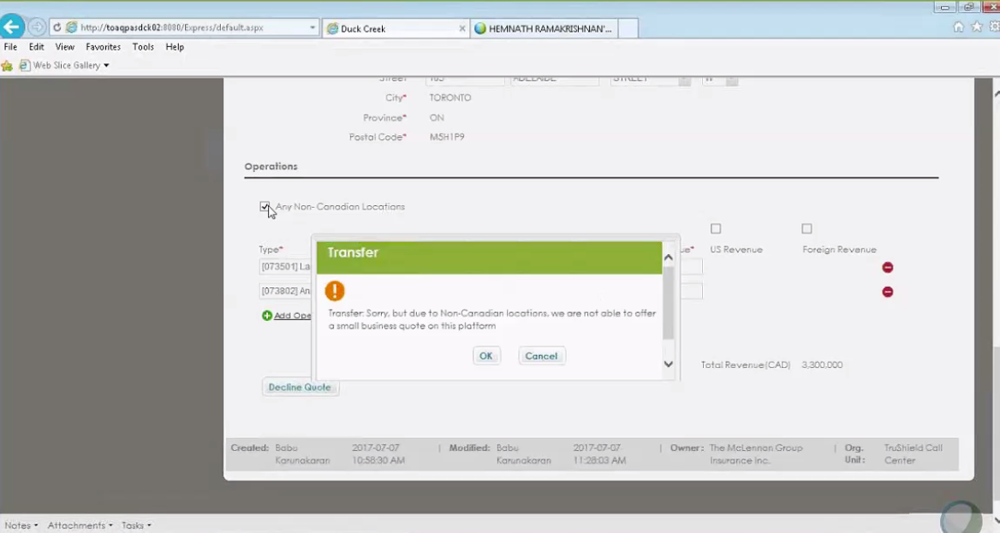 http://toaqpasdck02:8080/Express/default.aspx
Duck Creek
HEMNATH RAMAKRISHNAN'...
File Edit View Favorites Tools Help
Web Slice Gallery
Street ADELAIDE STREET
City* TORONTO
Province* ON
Postal Code* M5H1P9
Operations
Any Non- Canadian Locations
Type* US Revenue Foreign Revenue
[073501] La
[073802] An
Add Ope
Transfer
Transfer: Sorry, but due to Non-Canadian locations, we are not able to offer
a small business quote on this platform
OK Cancel
Total Revenue(CAD) 3,300,000
Decline Quote
Created: Babu 2017-07-07 | Modified: Babu 2017-07-07 | Owner: The McLennan Group | Org. TruShield Call
Karunakaran 10:58:30 AM Karunakaran 11:28:03 AM Insurance Inc. Unit: Center
Notes Attachments Tasks